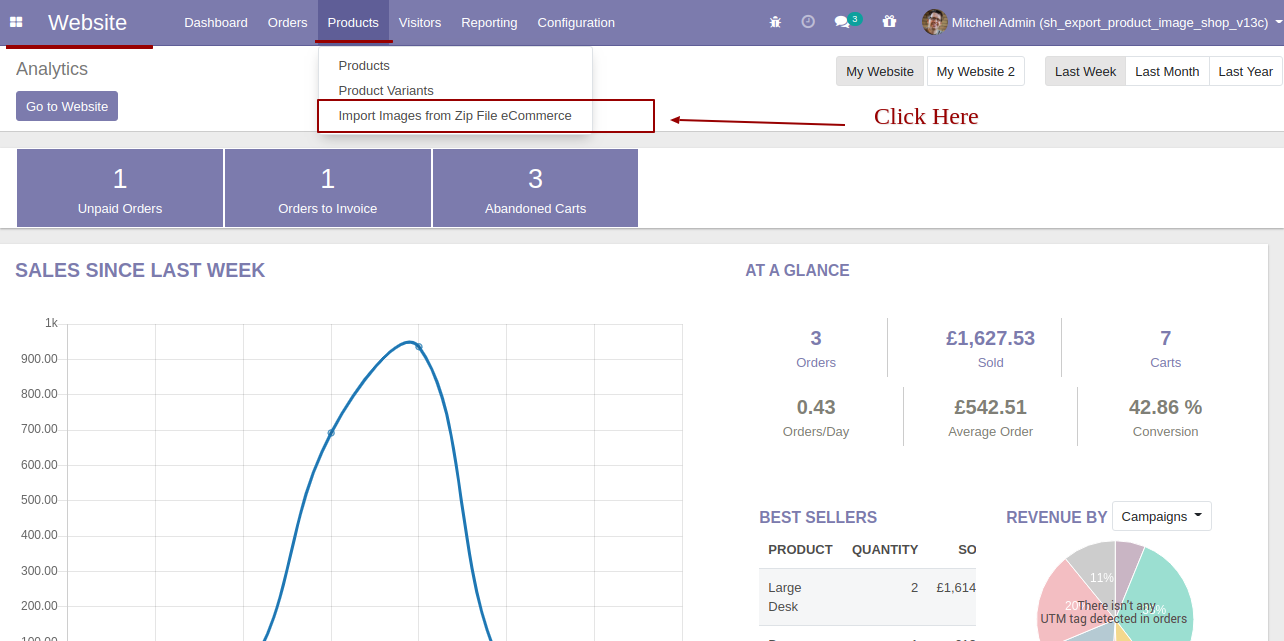 Website Dashboard Orders Products Visitors Reporting Configuration 3 Mitchell Admin (sh_export_product_image_shop_v13c)
Analytics
Go to Website
Products
Product Variants
Import Images from Zip File eCommerce
My Website My Website 2 Last Week Last Month Last Year
Click Here
1 1 3
Unpaid Orders Orders to Invoice Abandoned Carts
SALES SINCE LAST WEEK
1k
900.00
800.00
700.00
600.00
500.00
400.00
300.00
200.00
100.00
AT A GLANCE
3 £1,627.53 7
Orders Sold Carts
0.43 £542.51 42.86 %
Orders/Day Average Order Conversion
BEST SELLERS
PRODUCT QUANTITY SO
Large 2 £1,614
Desk
REVENUE BY Campaigns
11%
There isn't any
UTM tag detected in orders